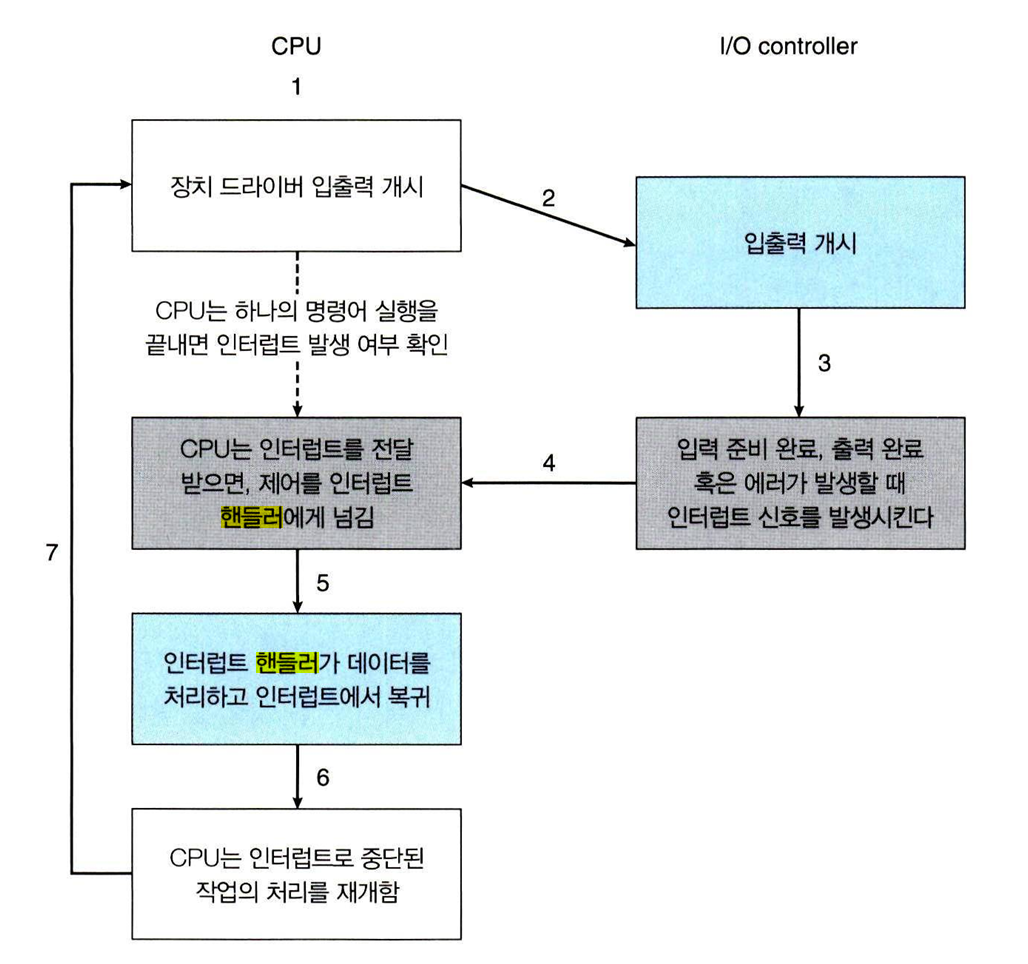 CPU
I/O controller
1
장치 드라이버 입출력 개시
2
입출력 개시
CPU는 하나의 명령어 실행을
끝내면 인터럽트 발생 여부 확인
3
CPU는 인터럽트를 전달
받으면, 제어를 인터럽트
핸들러에게 넘김
4
입력 준비 완료, 출력 완료
혹은 에러가 발생할 때
인터럽트 신호를 발생시킨다
7
5
인터럽트 핸들러가 데이터를
처리하고 인터럽트에서 복귀
6
CPU는 인터럽트로 중단된
작업의 처리를 재개함